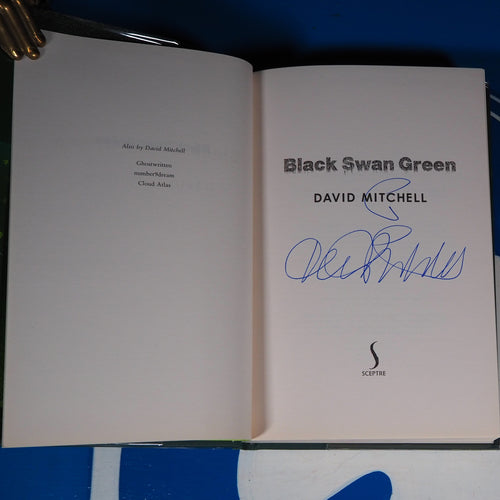 Also by David Mitchell
Ghostwritten
number9dream
Cloud Atlas
Black Swan Green
DAVID MITCHELL
SCEPTRE